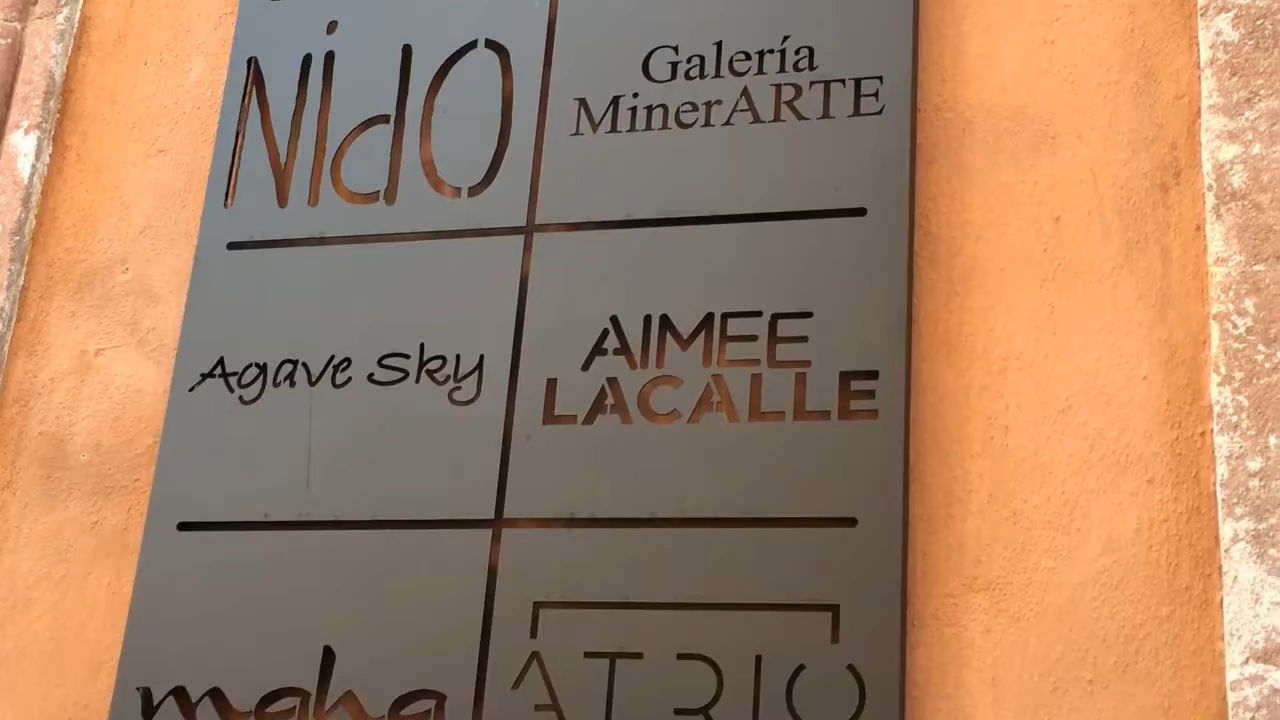 Nido
Galería
MinerARTE
Agave Sky
AIMEE
LACALLE
maha
ATRIO